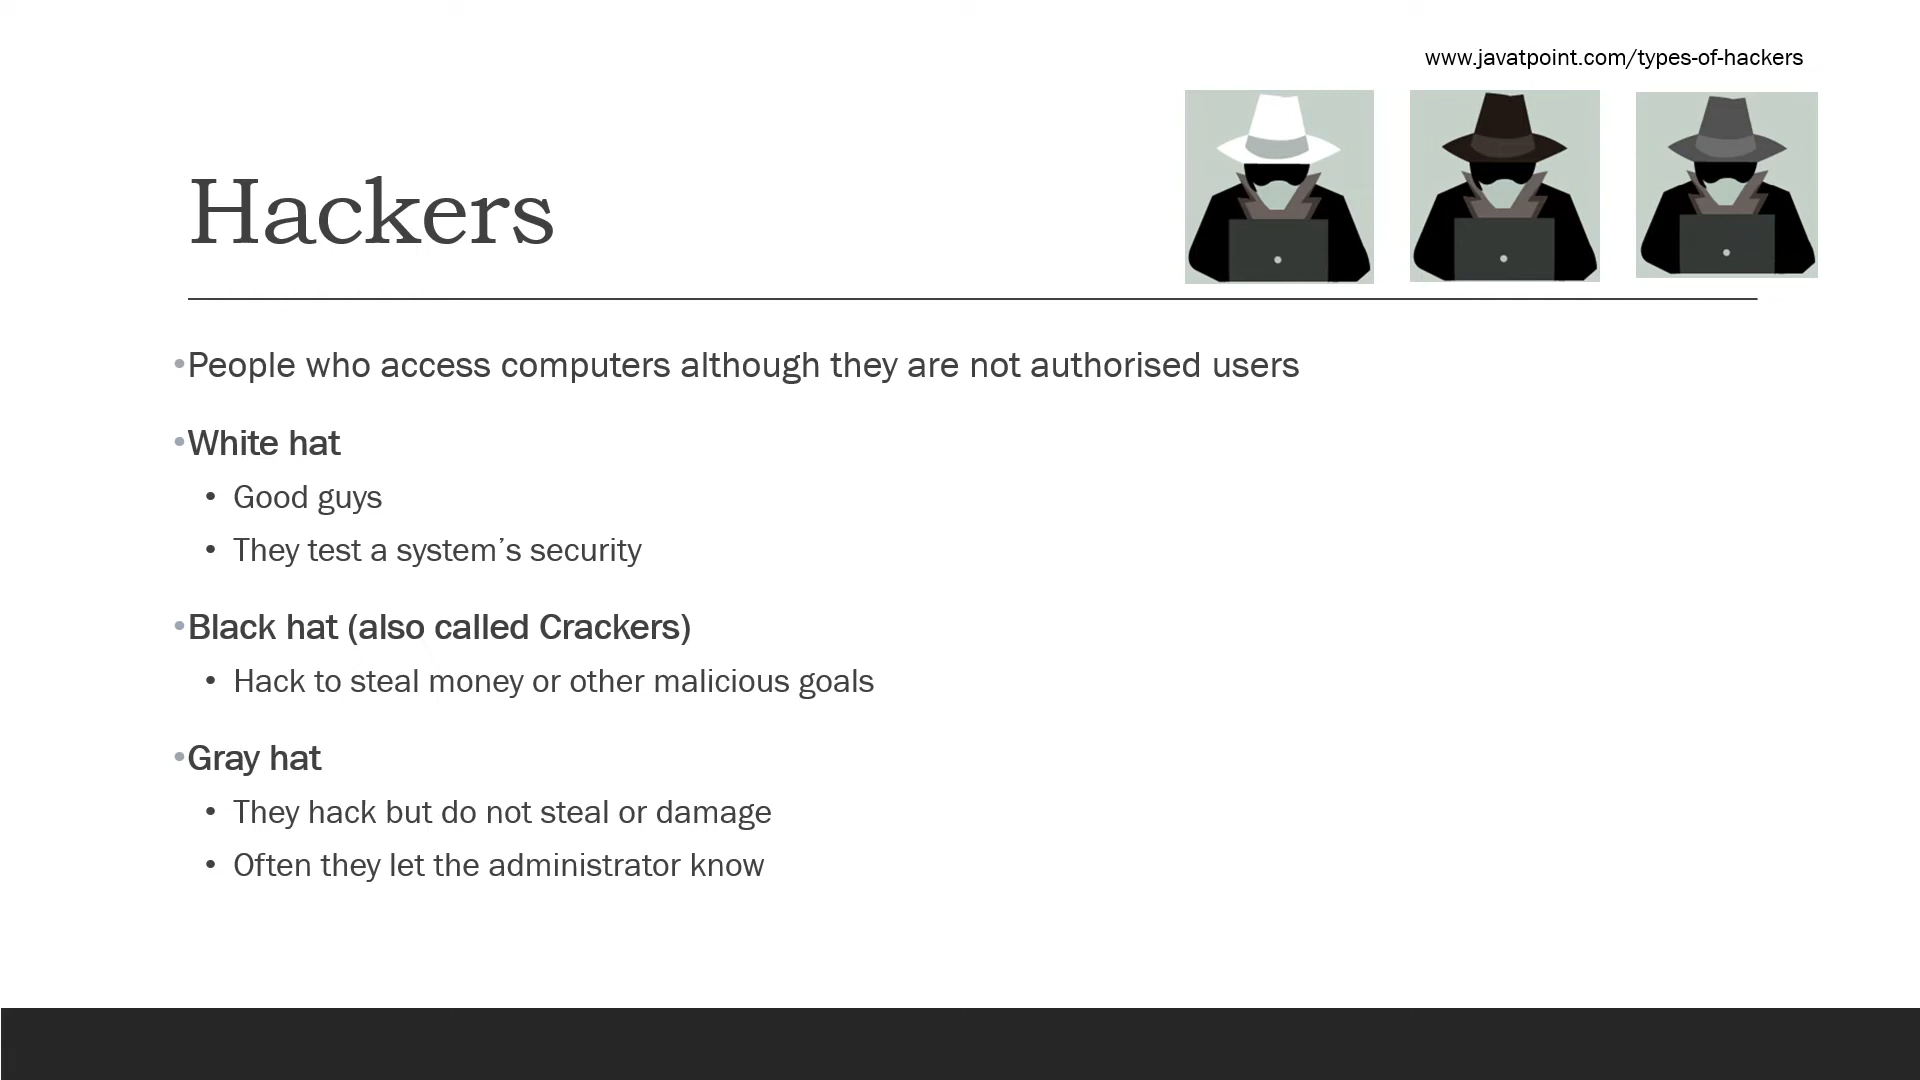 www.javatpoint.com/types-of-hackers
Hackers
•People who access computers although they are not authorised users
•White hat
• Good guys
• They test a system’s security
•Black hat (also called Crackers)
• Hack to steal money or other malicious goals
•Gray hat
• They hack but do not steal or damage
• Often they let the administrator know